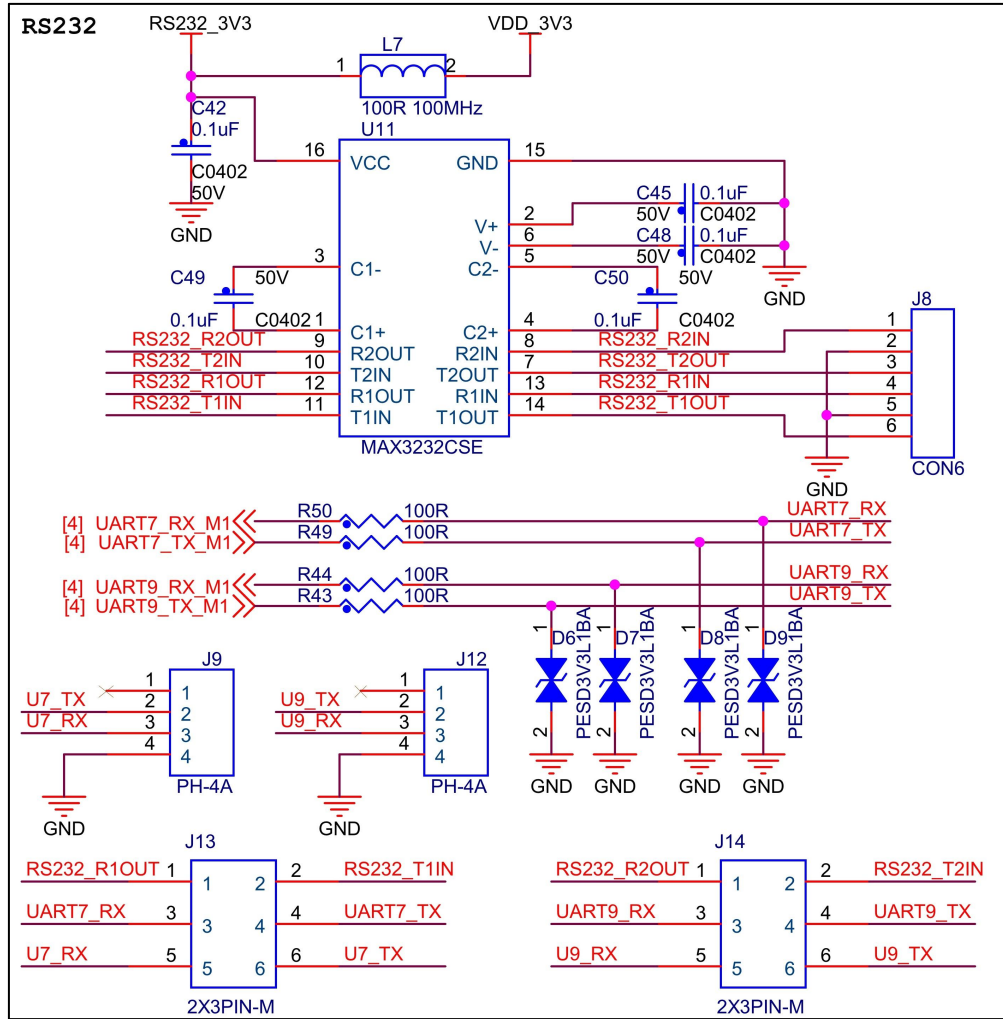 RS232
RS232_3V3
VDD_3V3
L7
1
2
100R 100MHz
C42
0.1uF
C0402
50V
GND
U11
16
VCC
GND
15
V+
2
V-
6
3
C1-
C2-
5
1
C1+
C2+
4
9
R2OUT
R2IN
8
10
T2IN
T2OUT
7
12
R1OUT
R1IN
13
11
T1IN
T1OUT
14
MAX3232CSE
C45
0.1uF
50V
C0402
C48
0.1uF
50V
C0402
GND
C49
50V
0.1uF
C0402
C50
50V
0.1uF
C0402
RS232_R2OUT
RS232_T2IN
RS232_R1OUT
RS232_T1IN
RS232_R2IN
RS232_T2OUT
RS232_R1IN
RS232_T1OUT
J8
1
2
3
4
5
6
CON6
GND
[4] UART7_RX_M1
R50
100R
UART7_RX
[4] UART7_TX_M1
R49
100R
UART7_TX
[4] UART9_RX_M1
R44
100R
UART9_RX
[4] UART9_TX_M1
R43
100R
UART9_TX
1
D6
PESD3V3L1BA
2
GND
1
D7
PESD3V3L1BA
2
GND
1
D8
PESD3V3L1BA
2
GND
1
D9
PESD3V3L1BA
2
GND
J9
1
1
U7_TX
2
2
U7_RX
3
3
4
4
PH-4A
GND
J12
1
1
U9_TX
2
2
U9_RX
3
3
4
4
PH-4A
GND
J13
RS232_R1OUT
1
1
2
2
RS232_T1IN
UART7_RX
3
3
4
4
UART7_TX
U7_RX
5
5
6
6
U7_TX
2X3PIN-M
J14
RS232_R2OUT
1
1
2
2
RS232_T2IN
UART9_RX
3
3
4
4
UART9_TX
U9_RX
5
5
6
6
U9_TX
2X3PIN-M